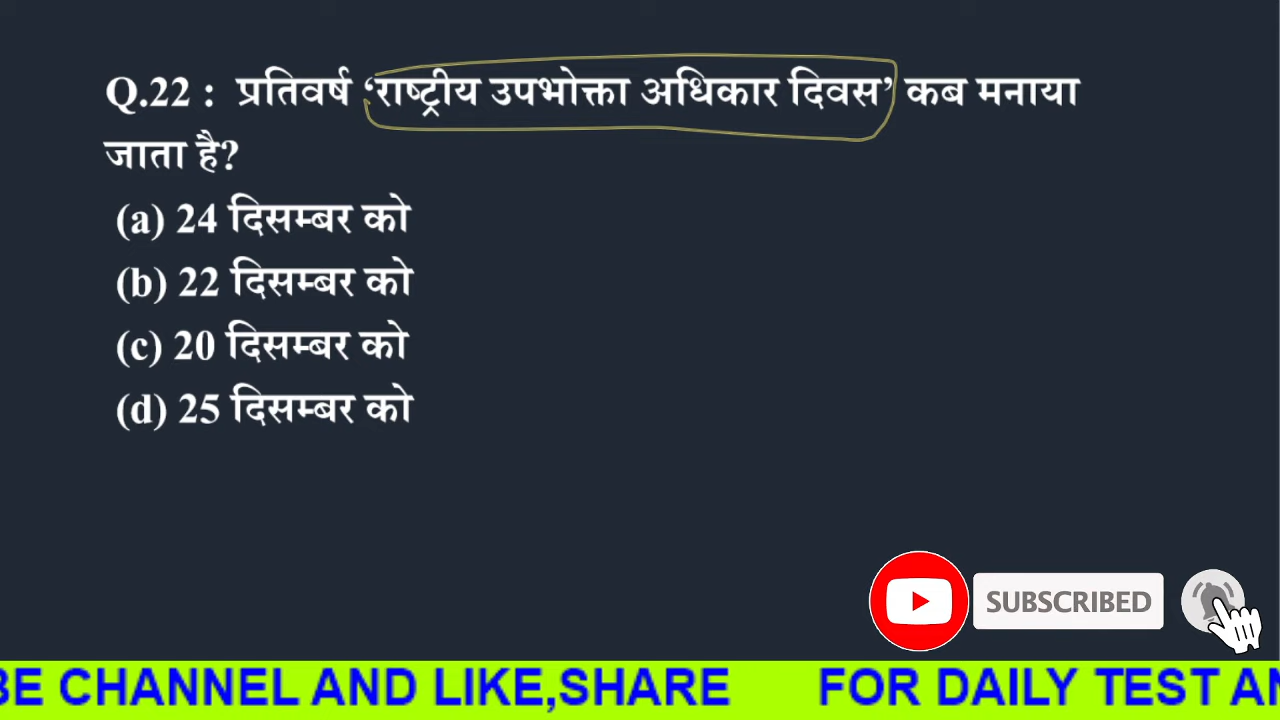 Q.22 : प्रतिवर्ष ‘राष्ट्रीय उपभोक्ता अधिकार दिवस’ कब मनाया
जाता है?
(a) 24 दिसम्बर को
(b) 22 दिसम्बर को
(c) 20 दिसम्बर को
(d) 25 दिसम्बर को
SUBSCRIBED
BE CHANNEL AND LIKE,SHARE FOR DAILY TEST AN